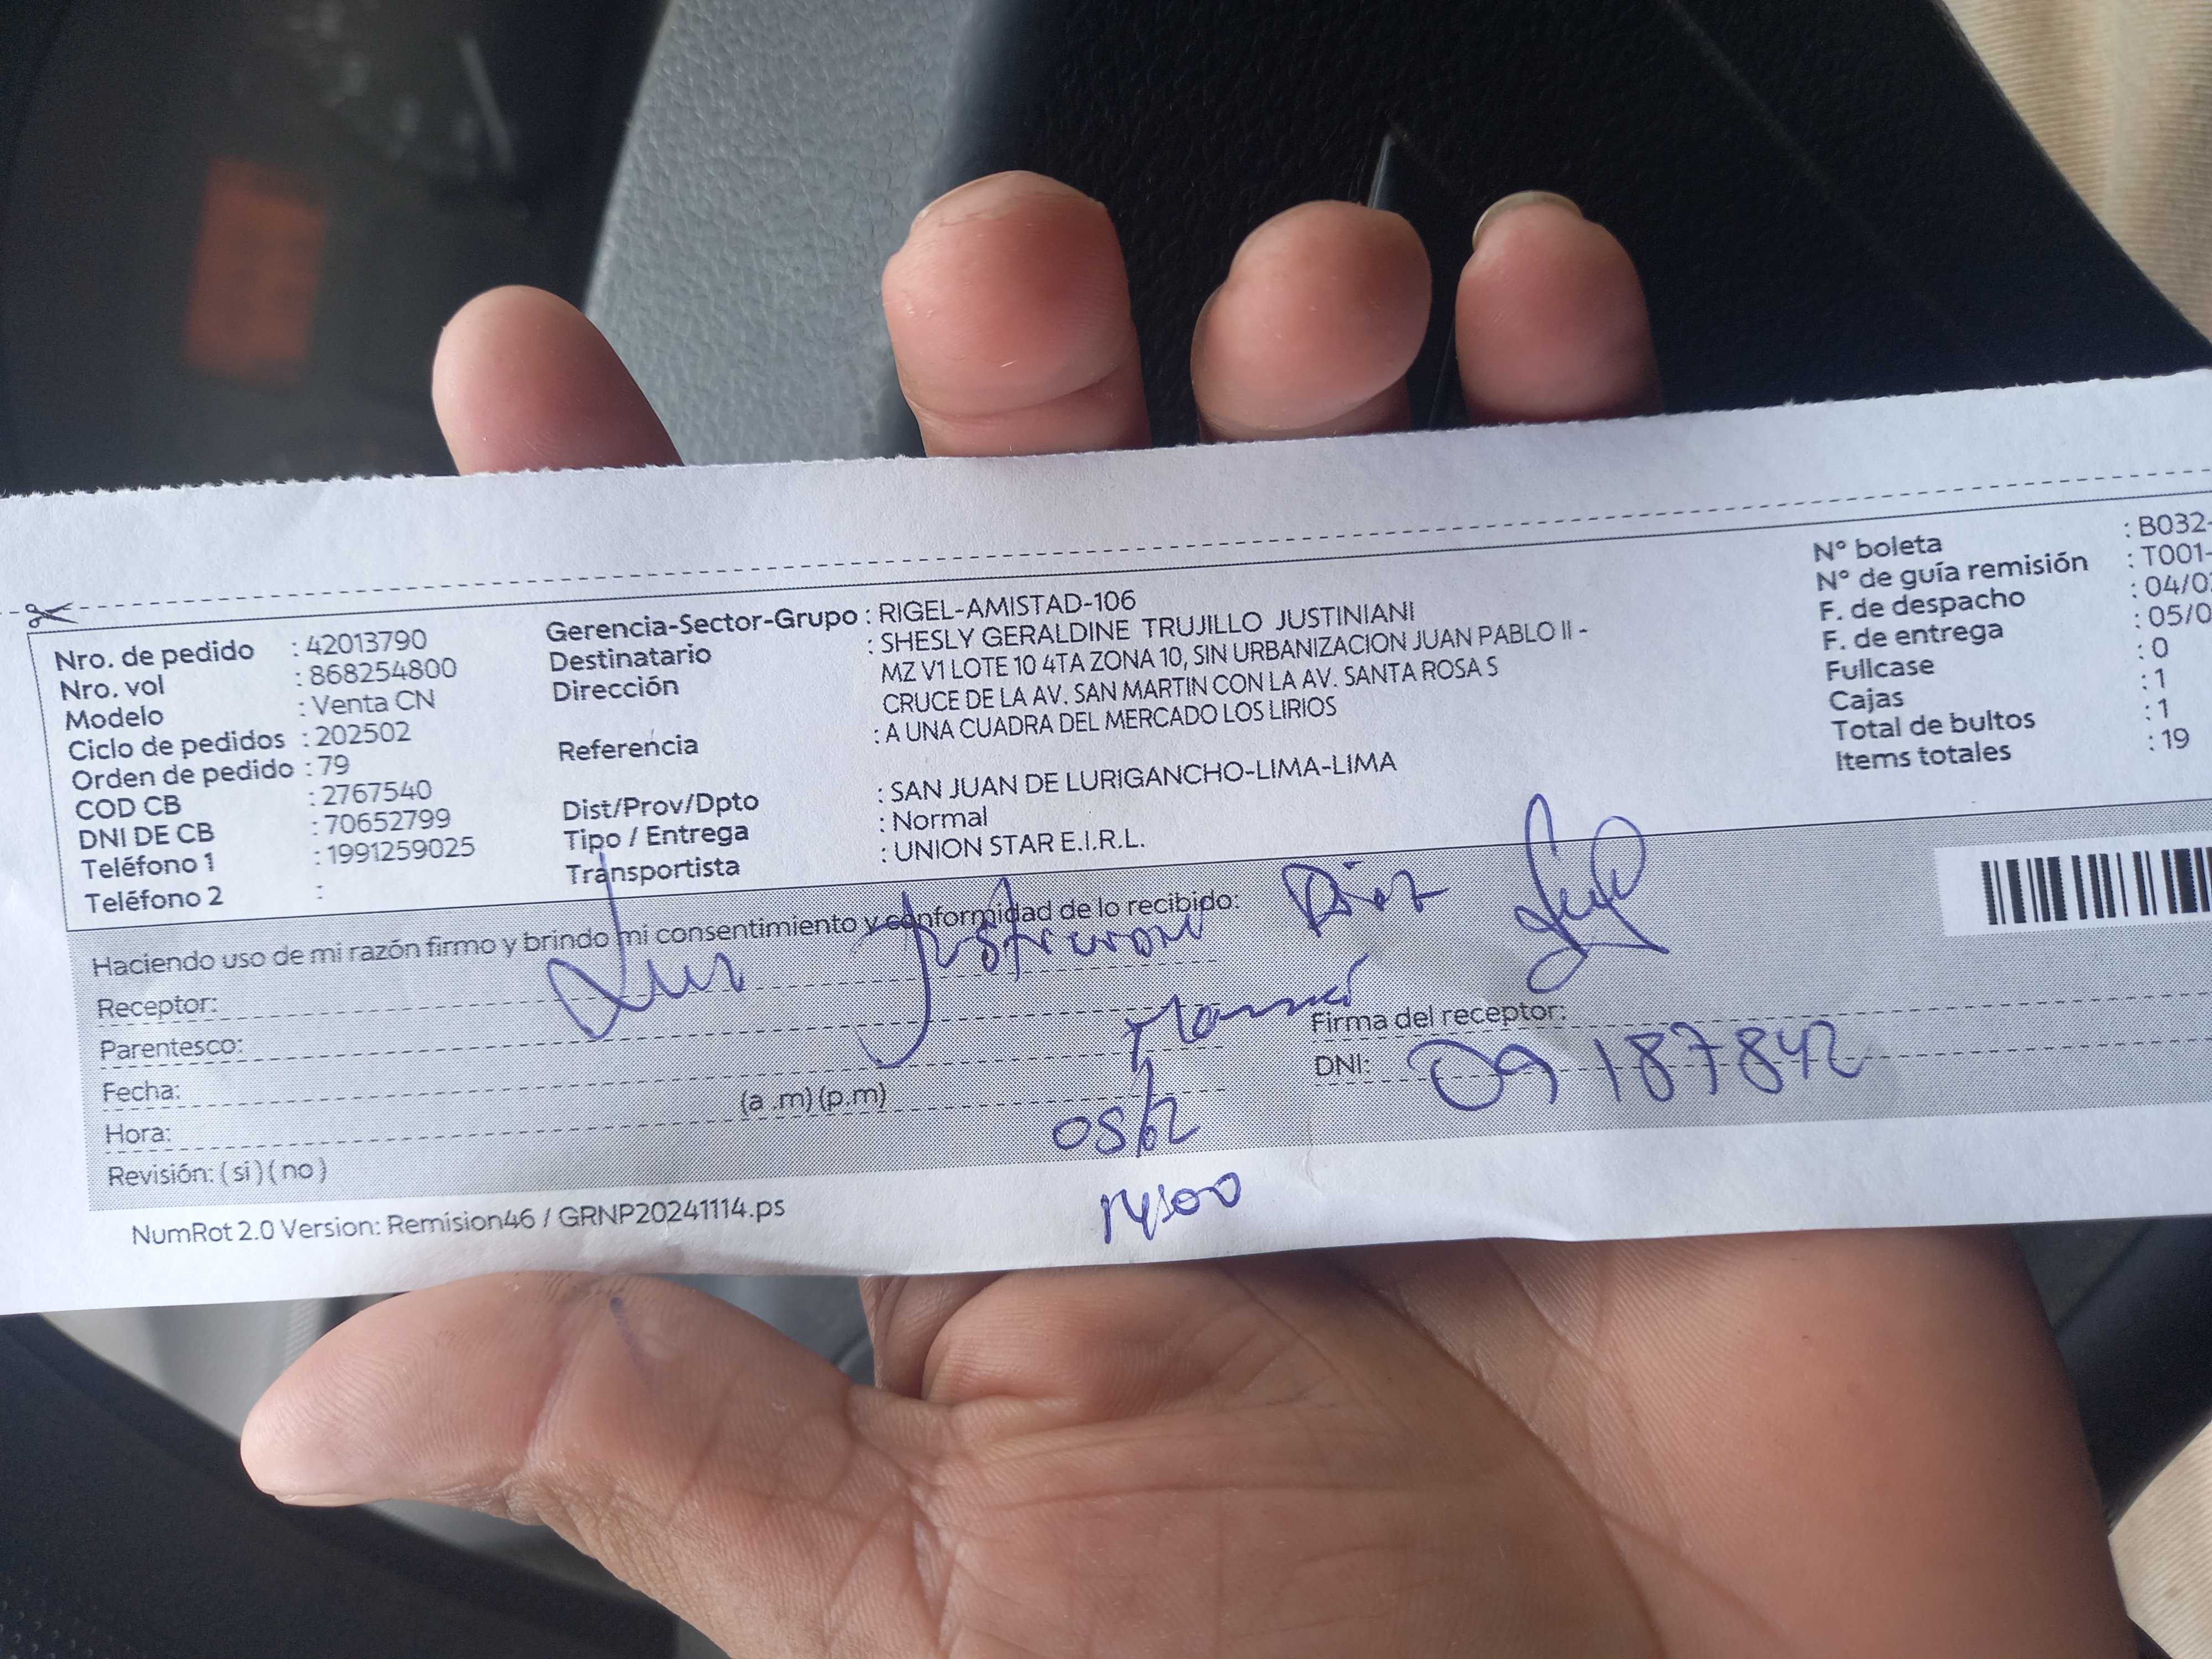 Nro. de pedido : 42013790
Nro. vol : 868254800
Modelo : Venta CN
Ciclo de pedidos : 202502
Orden de pedido : 79
COD CB : 2767540
DNI DE CB : 70652799
Teléfono 1 : 1991259025
Teléfono 2 :
Gerencia-Sector-Grupo : RIGEL-AMISTAD-106
Destinatario : SHESLY GERALDINE TRUJILLO JUSTINIANI
Dirección MZ V1 LOTE 10 4TA ZONA 10, SIN URBANIZACION JUAN PABLO II -
CRUCE DE LA AV. SAN MARTIN CON LA AV. SANTA ROSA S
Referencia : A UNA CUADRA DEL MERCADO LOS LIRIOS
Dist/Prov/Dpto : SAN JUAN DE LURIGANCHO-LIMA-LIMA
Tipo / Entrega : Normal
Transportista : UNION STAR E.I.R.L.
N° boleta : B032-
N° de guía remisión : T001-
F. de despacho : 04/0
F. de entrega : 05/0
Fullcase : 0
Cajas : 1
Total de bultos : 1
Items totales : 19
Haciendo uso de mi razón firmo y brindo mi consentimiento y conformidad de lo recibido:
Receptor:
Parentesco: Mamá
Fecha: 05/2
Hora: (a .m) (p.m) 14:00
Revisión: ( si ) ( no )
Firma del receptor:
DNI: 09187842
NumRot 2.0 Version: Remision46 / GRNP20241114.ps